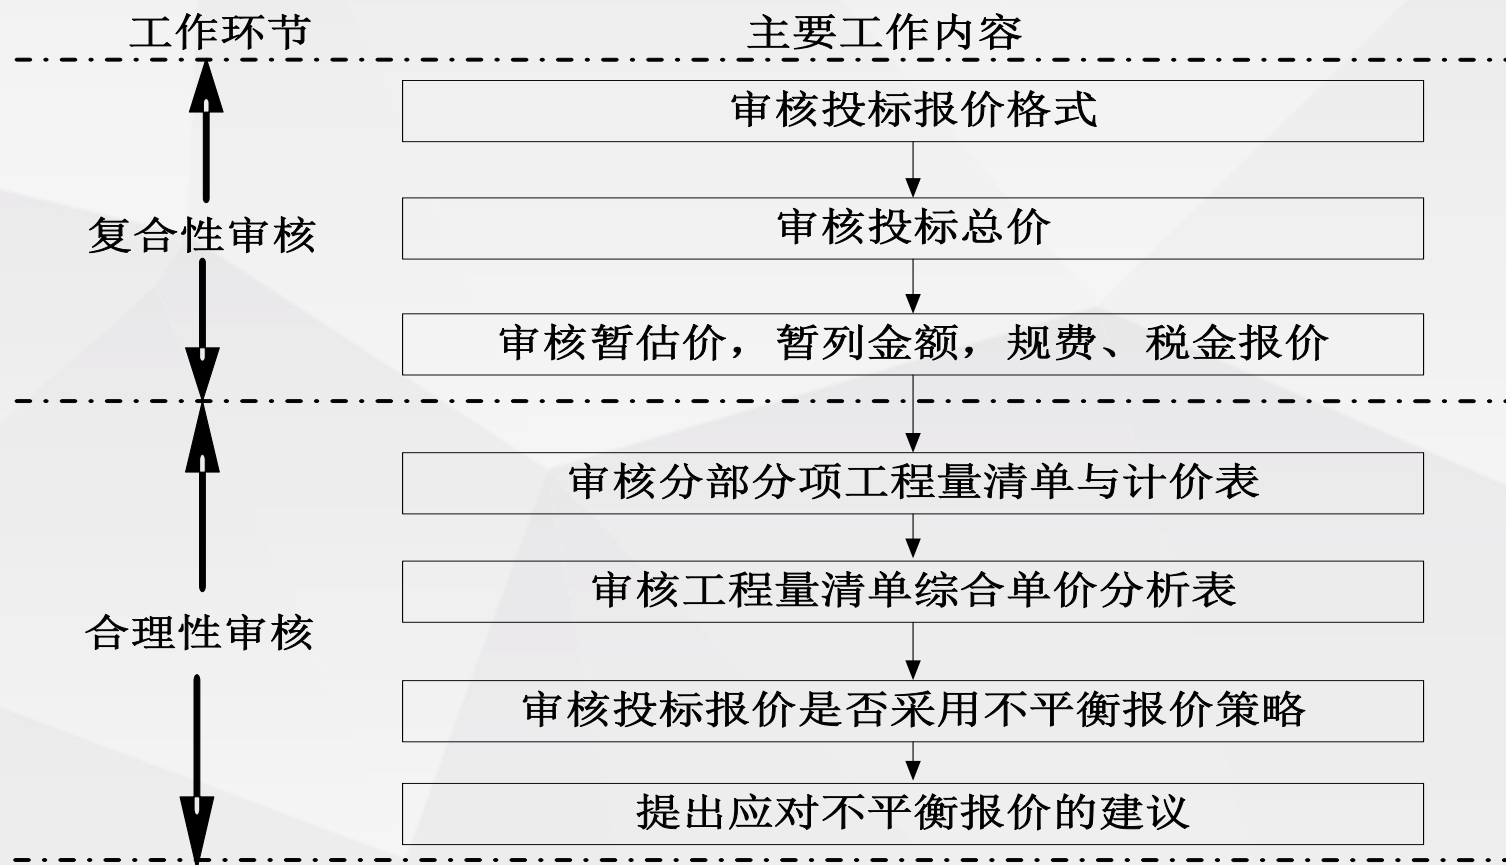 工作环节
主要工作内容
审核投标报价格式
审核投标总价
复合性审核
审核暂估价，暂列金额，规费、税金报价
审核分部分项工程量清单与计价表
审核工程量清单综合单价分析表
合理性审核
审核投标报价是否采用不平衡报价策略
提出应对不平衡报价的建议